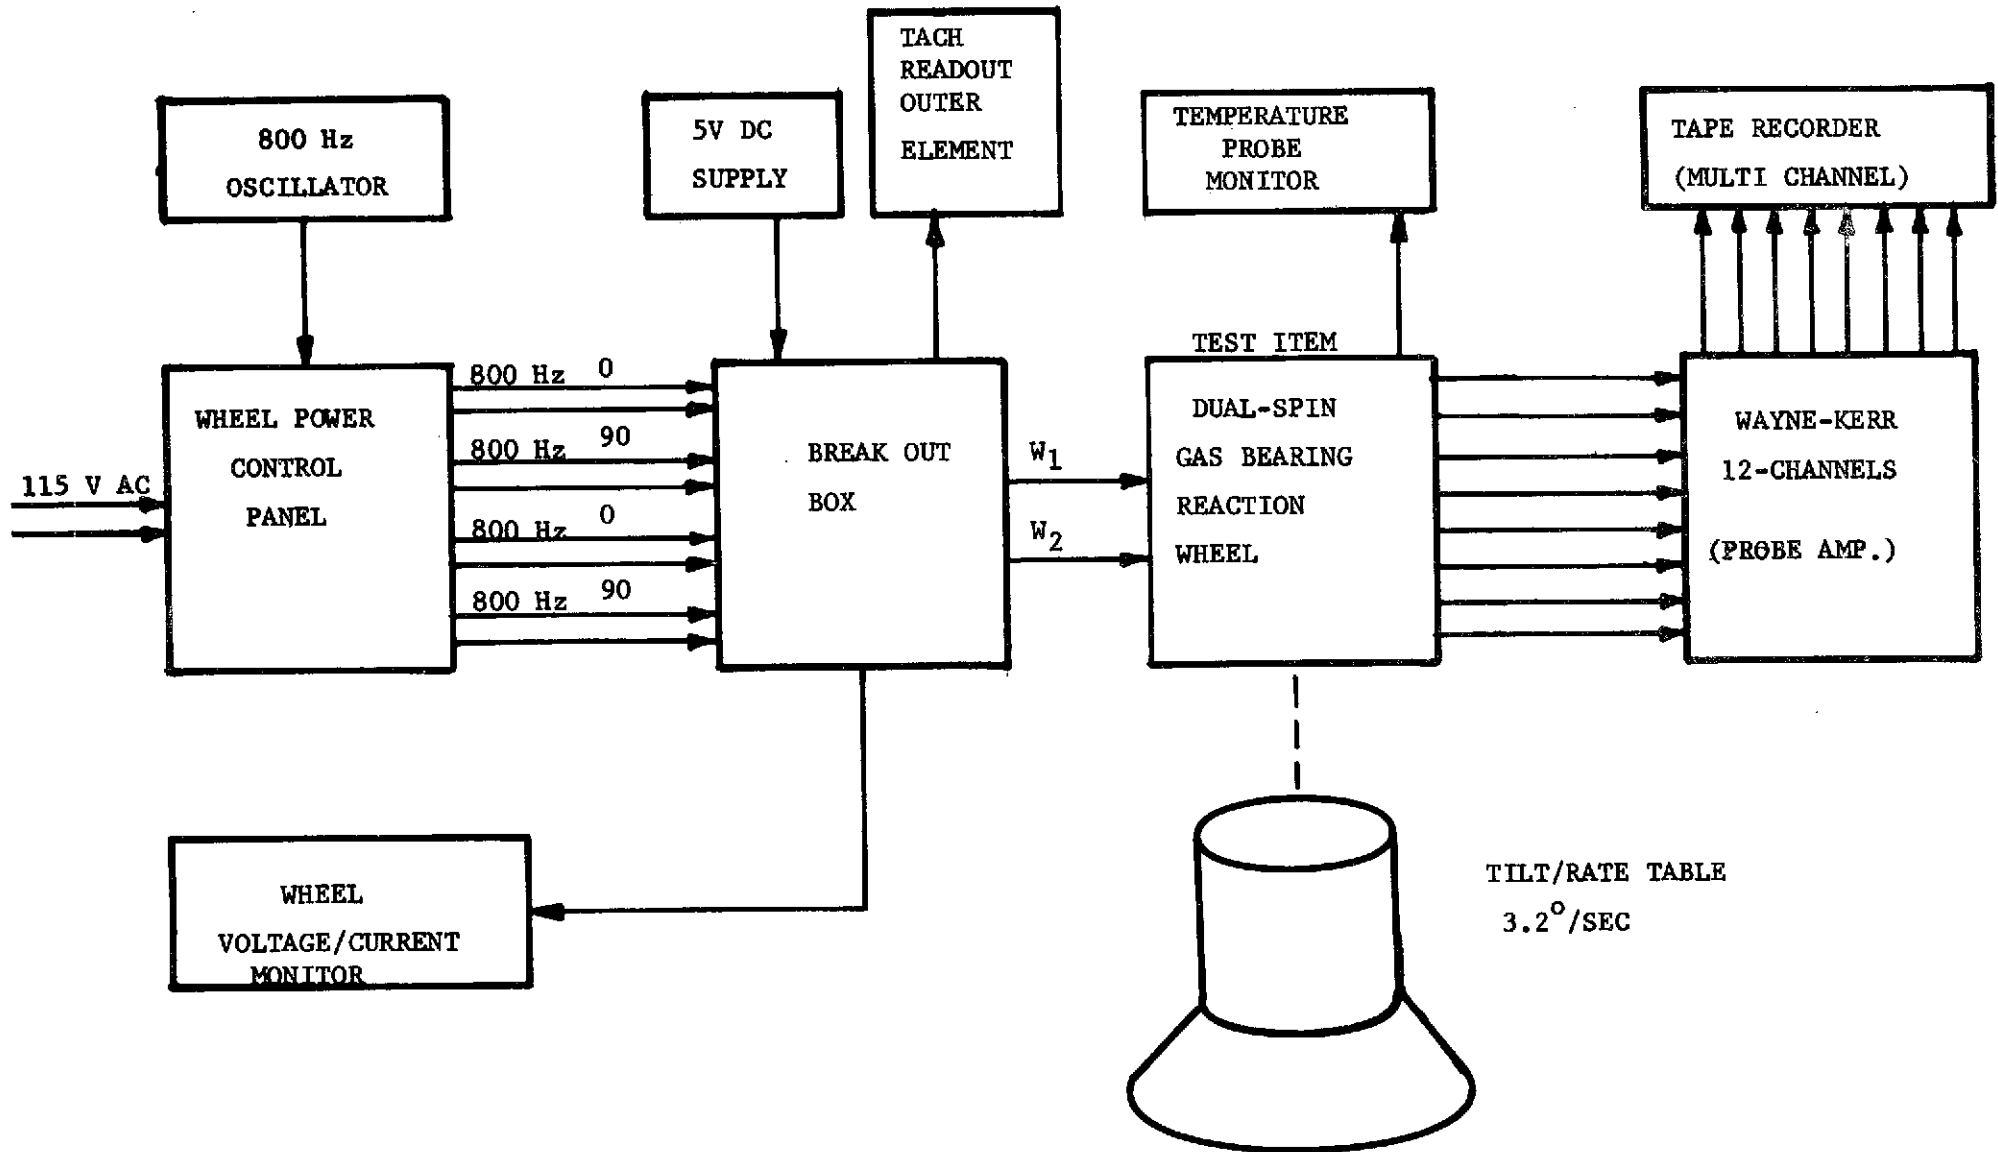 TACH
READOUT
OUTER
ELEMENT
800 Hz
OSCILLATOR
5V DC
SUPPLY
TEMPERATURE
PROBE
MONITOR
TAPE RECORDER
(MULTI CHANNEL)
115 V AC
WHEEL POWER
CONTROL
PANEL
800 Hz 0
800 Hz 90
800 Hz 0
800 Hz 90
BREAK OUT
BOX
W1
W2
TEST ITEM
DUAL-SPIN
GAS BEARING
REACTION
WHEEL
WAYNE-KERR
12-CHANNELS
(PROBE AMP.)
WHEEL
VOLTAGE/CURRENT
MONITOR
TILT/RATE TABLE
3.2°/SEC